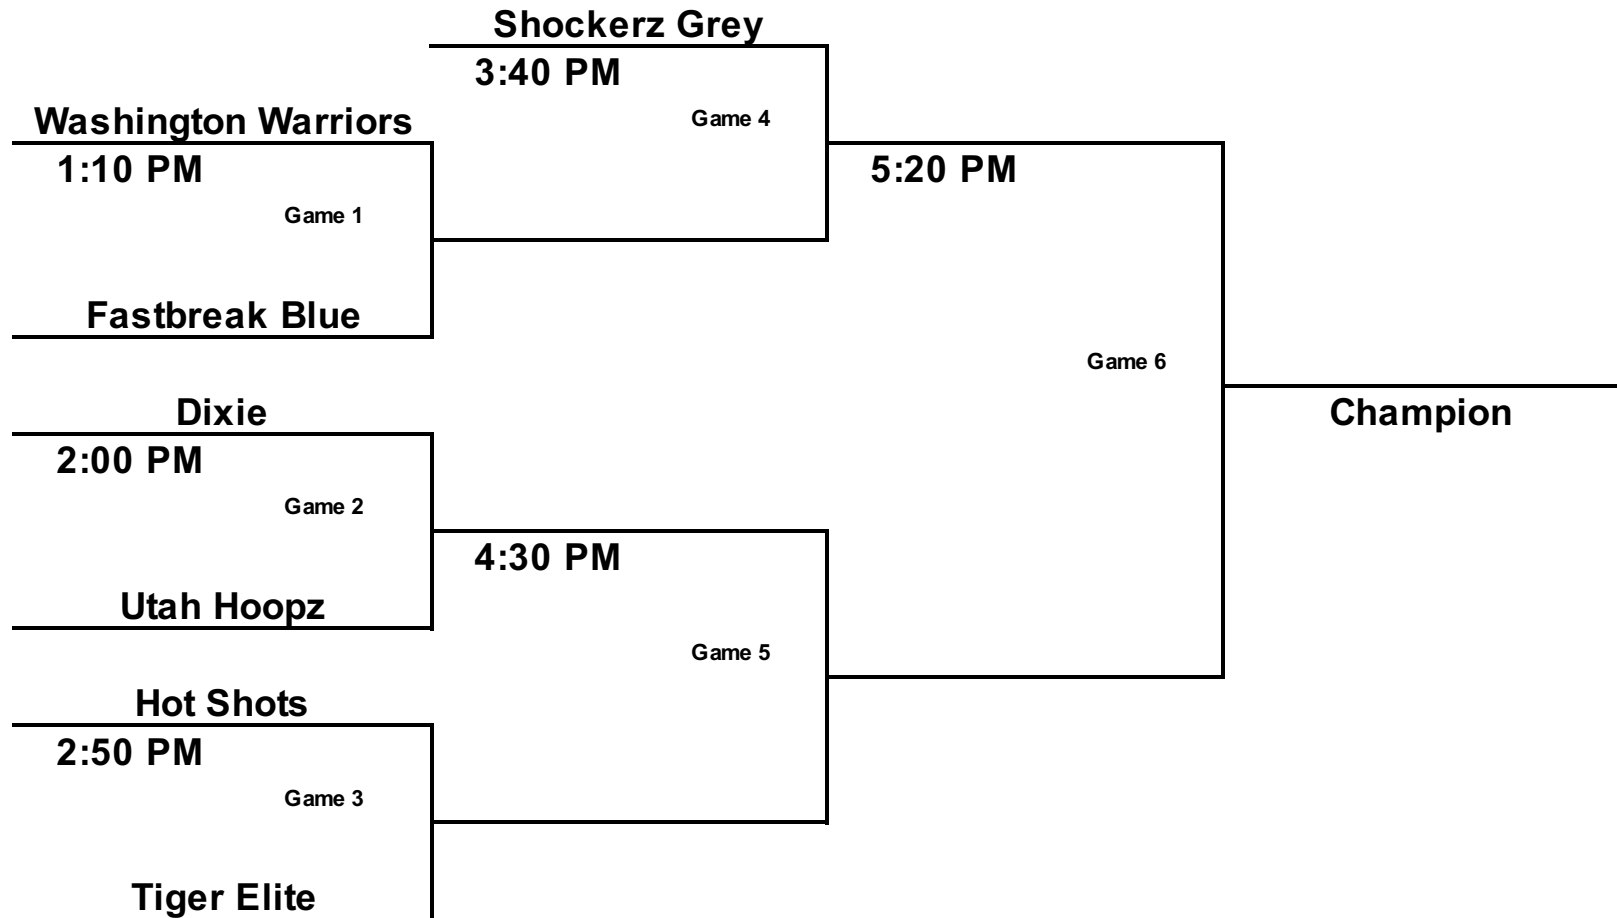 Shockerz Grey
3:40 PM
Game 4
Washington Warriors
1:10 PM
5:20 PM
Game 1
Fastbreak Blue
Game 6
Dixie
Champion
2:00 PM
Game 2
4:30 PM
Utah Hoopz
Game 5
Hot Shots
2:50 PM
Game 3
Tiger Elite